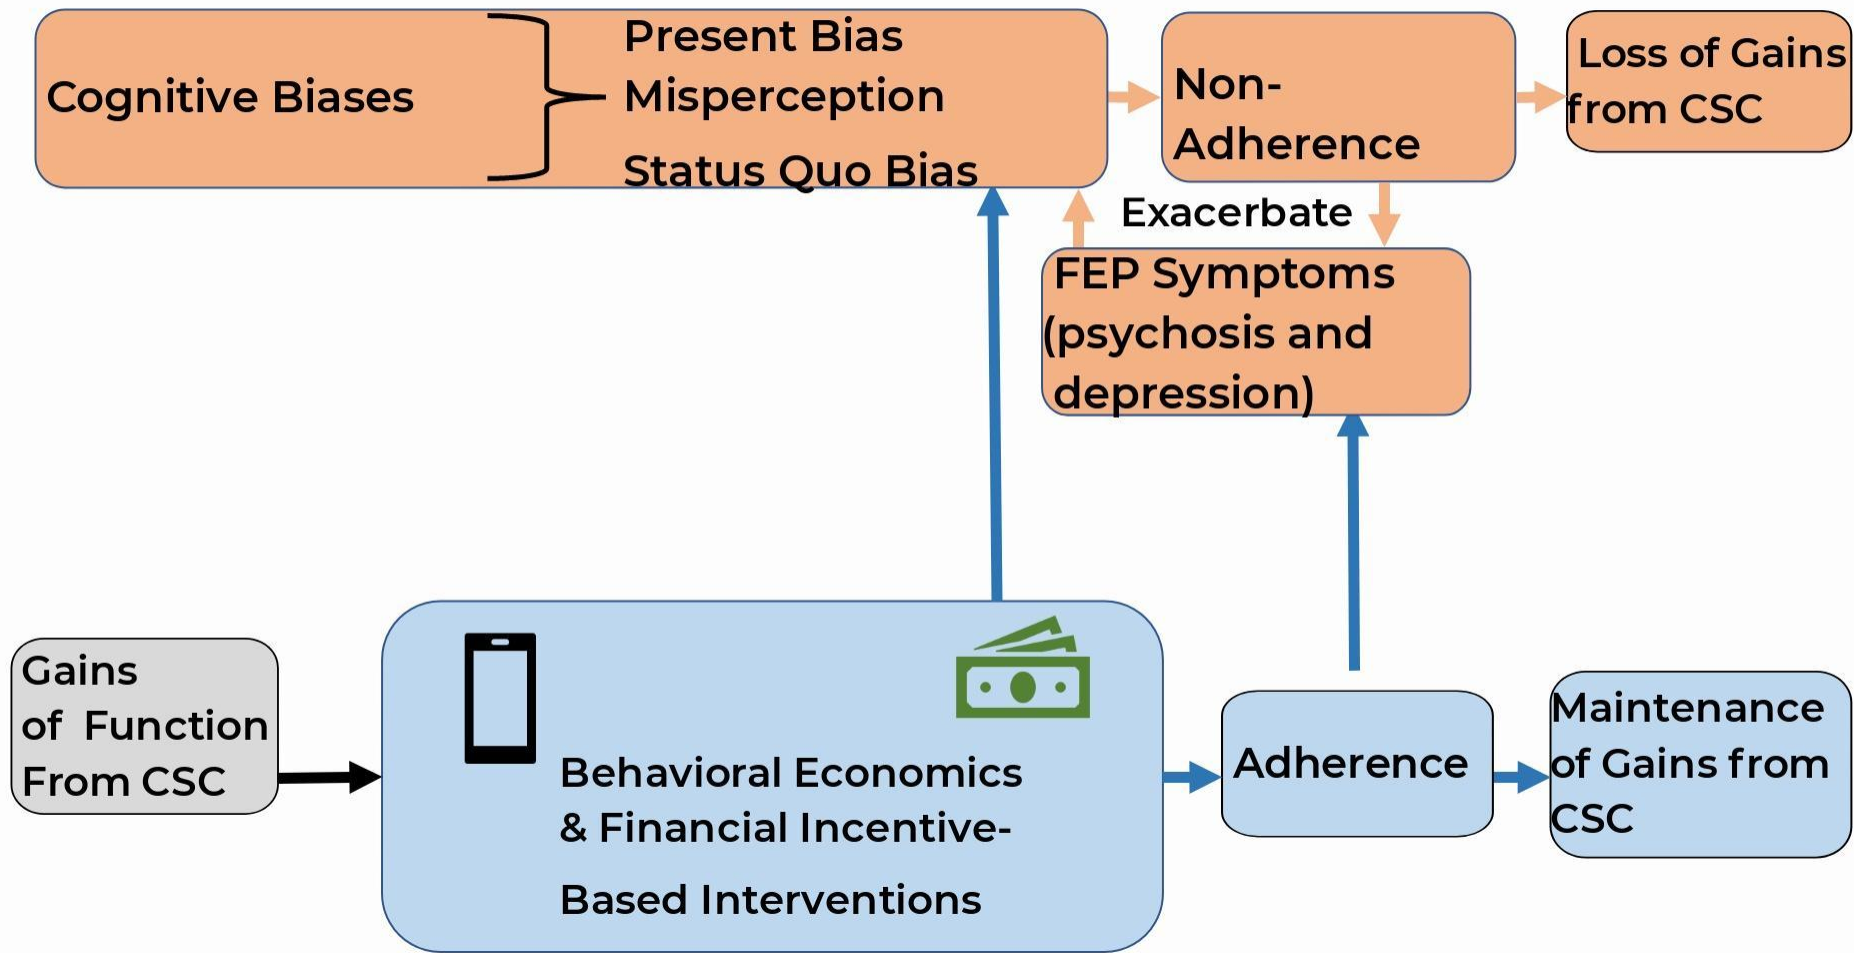 Cognitive Biases
Present Bias
Misperception
Status Quo Bias
Non-
Adherence
Loss of Gains
from CSC
Exacerbate
FEP Symptoms
(psychosis and
depression)
Gains
of Function
From CSC
Behavioral Economics
& Financial Incentive-
Based Interventions
Adherence
Maintenance
of Gains from
CSC